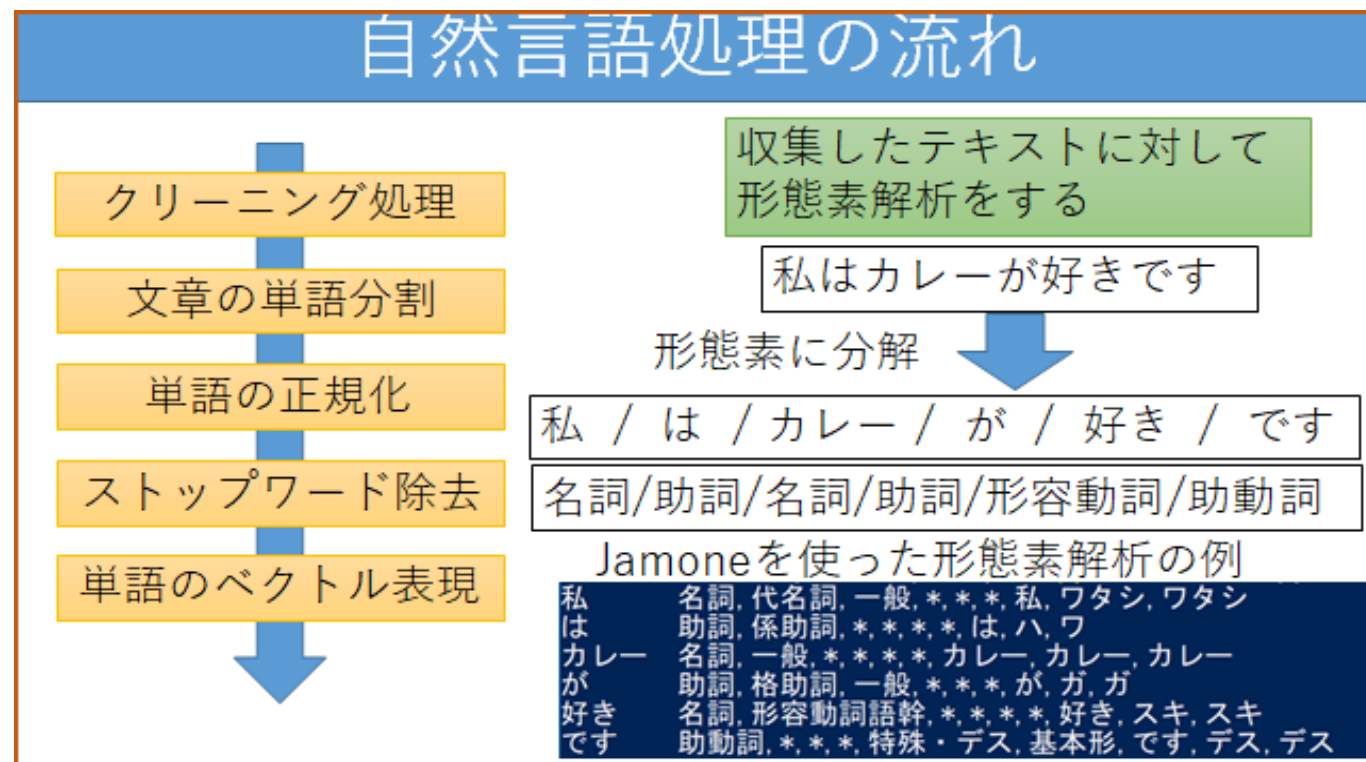 自然言語処理の流れ
クリーニング処理
文章の単語分割
単語の正規化
ストップワード除去
単語のベクトル表現
収集したテキストに対して
形態素解析をする
私はカレーが好きです
形態素に分解
私 / は / カレー / が / 好き / です
名詞/助詞/名詞/助詞/形容動詞/助動詞
Jamoneを使った形態素解析の例
私 名詞,代名詞,一般,*,*,*,私,ワタシ,ワタシ
は 助詞,係助詞,*,*,*,*,は,ハ,ワ
カレー 名詞,一般,*,*,*,*,カレー,カレー,カレー
が 助詞,格助詞,一般,*,*,*,が,ガ,ガ
好き 名詞,形容動詞語幹,*,*,*,*,好き,スキ,スキ
です 助動詞,*,*,*,特殊・デス,基本形,です,デス,デス